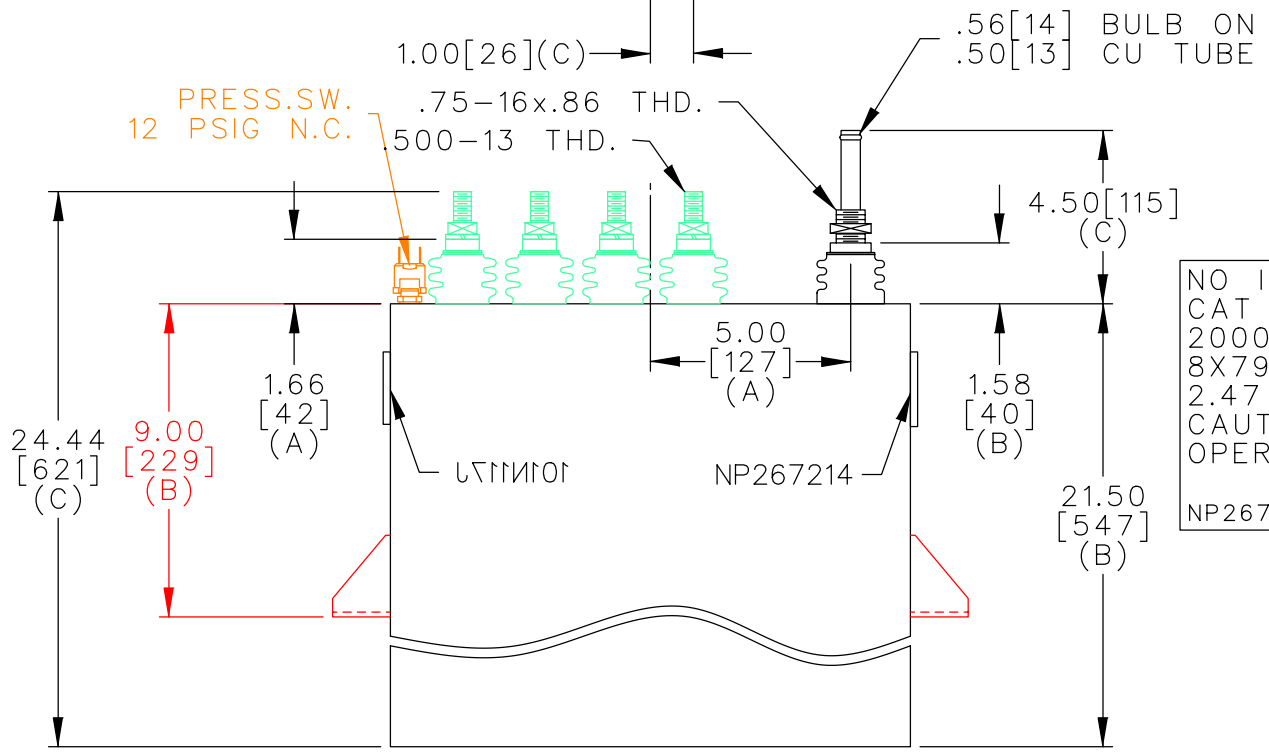 .56[14] BULB ON
.50[13] CU TUBE
1.00[26](C)
PRESS.SW.
12 PSIG N.C.
.75-16x.86 THD.
.500-13 THD.
4.50[115]
(C)
NO I
CAT
2000
8X79
2.47
CAUT
OPER
NP267
5.00
[127]
(A)
1.66
[42]
(A)
1.58
[40]
(B)
24.44
[621]
(C)
9.00
[229]
(B)
101N117J
NP267214
21.50
[547]
(B)